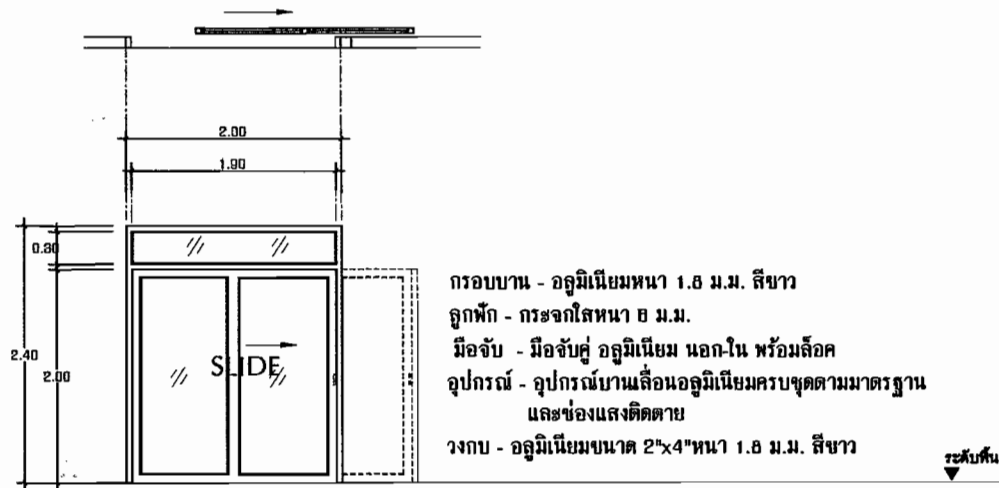 2.00
1.90
0.30
2.40
2.00
SLIDE
กรอบบาน - อลูมิเนียมหนา 1.8 ม.ม. สีขาว
ลูกฟัก - กระจกใสหนา 8 ม.ม.
มือจับ - มือจับคู่ อลูมิเนียม นอก-ใน พร้อมล็อค
อุปกรณ์ - อุปกรณ์บานเลื่อนอลูมิเนียมครบชุดตามมาตรฐาน
และช่องแสงติดตาย
วงกบ - อลูมิเนียมขนาด 2"x4"หนา 1.8 ม.ม. สีขาว
ระดับพื้น